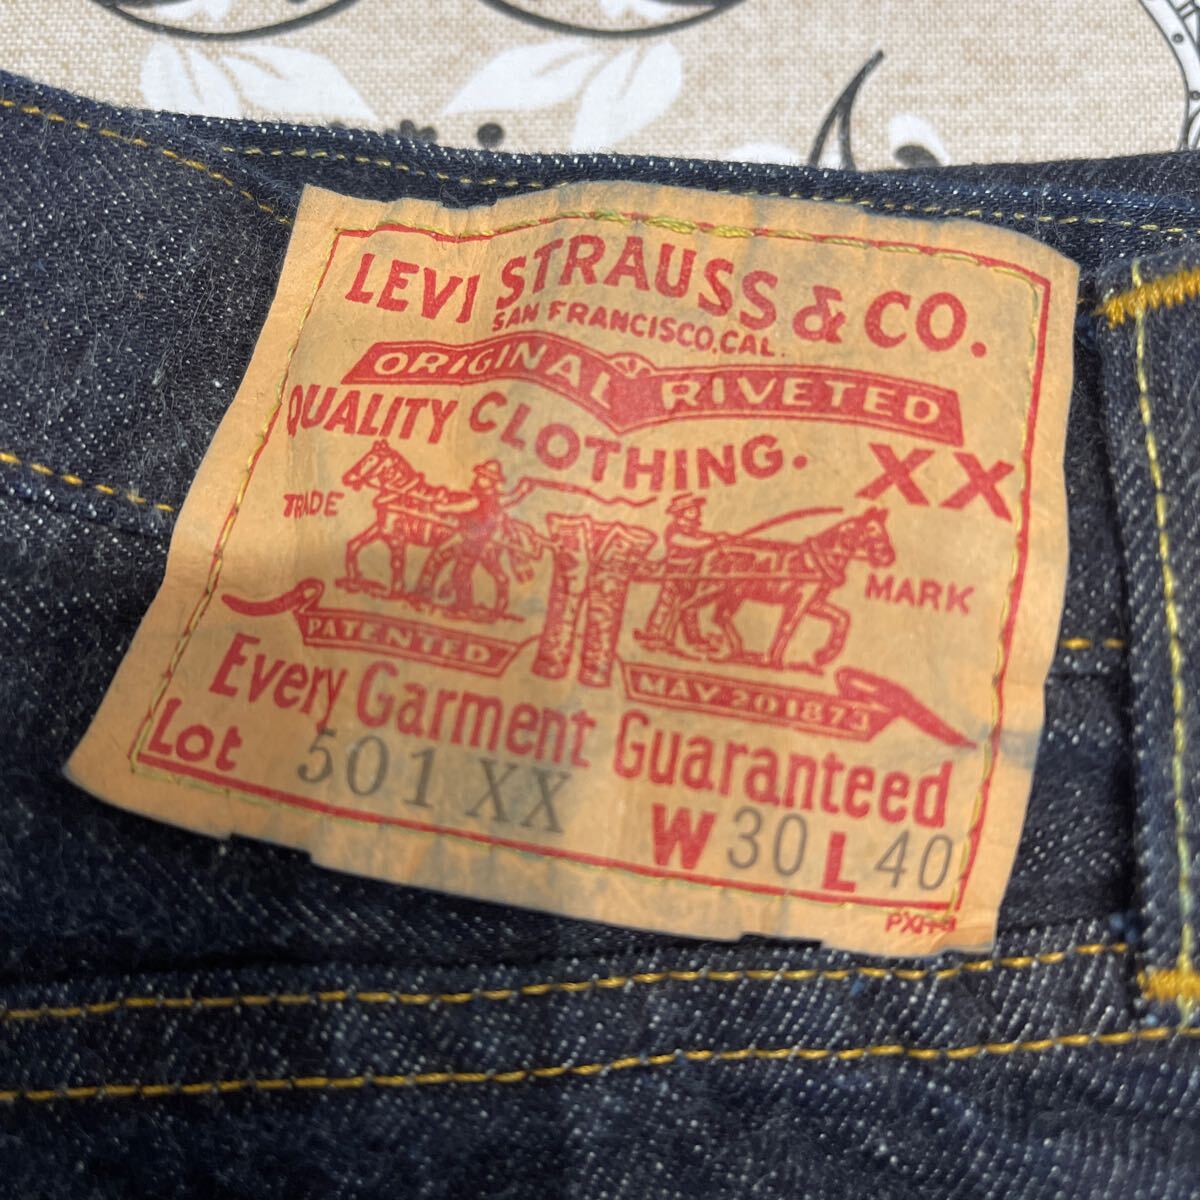 LEVI STRAUSS & CO.
SAN FRANCISCO, CAL.
ORIGINAL RIVETED
QUALITY CLOTHING.
XX
TRADE MARK
PATENTED MAY 20 1873
Every Garment Guaranteed
Lot 501 XX
W 30 L 40